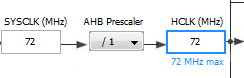 SYSCLK (MHz) AHB Prescaler HCLK (MHz)
72 / 1 72
72 MHz max